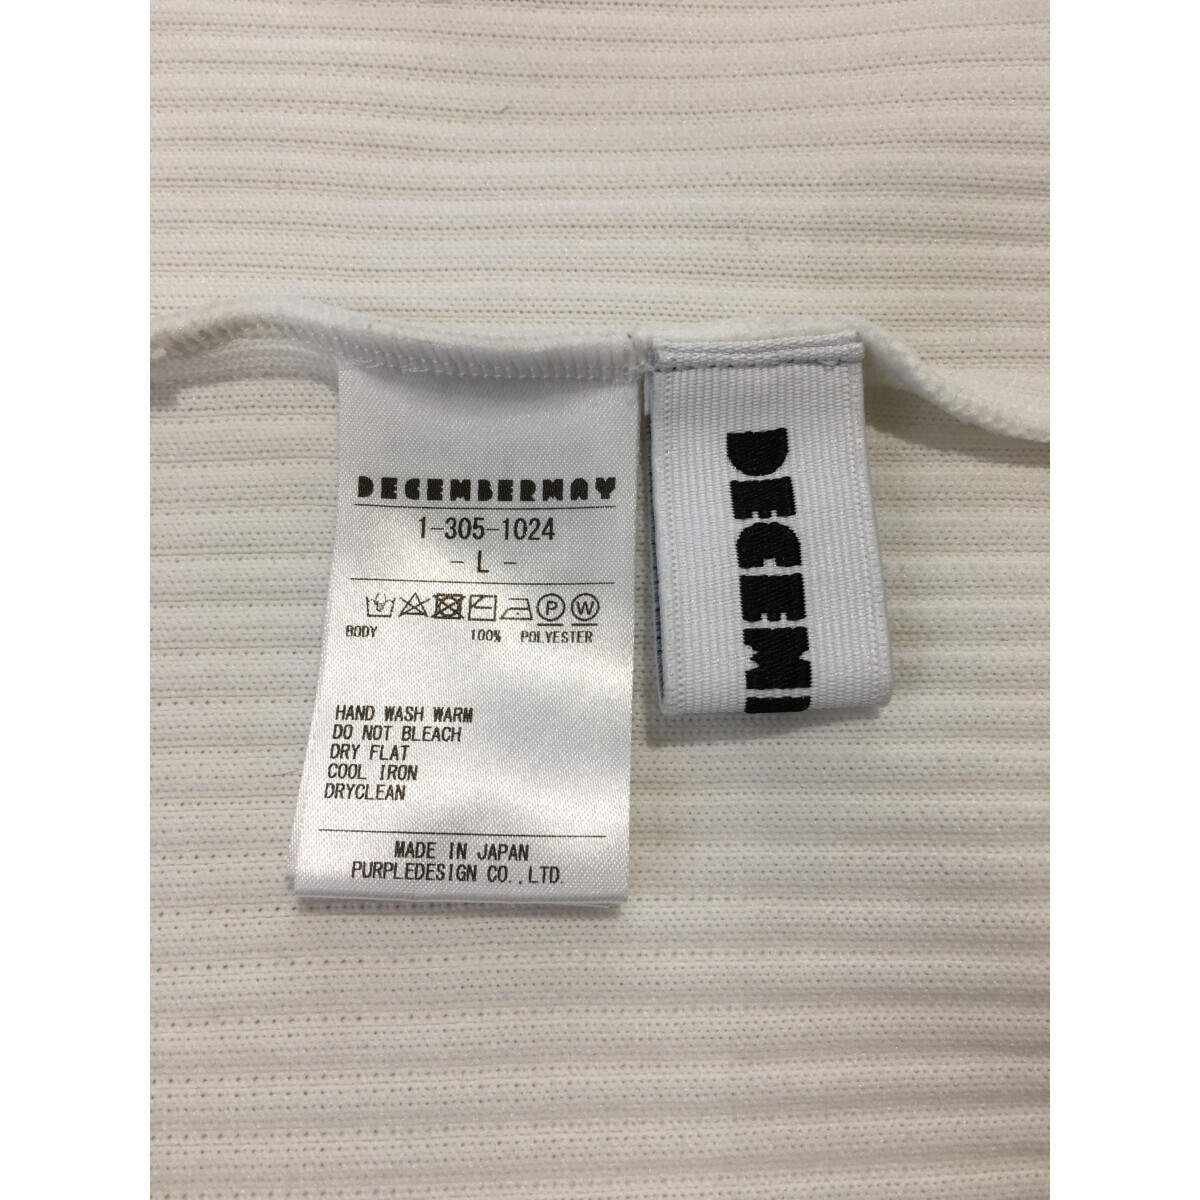 DECEMBERMAY
1-305-1024
- L -
P W
BODY 100% POLYESTER
HAND WASH WARM
DO NOT BLEACH
DRY FLAT
COOL IRON
DRYCLEAN
MADE IN JAPAN
PURPLEDESIGN CO.,LTD.